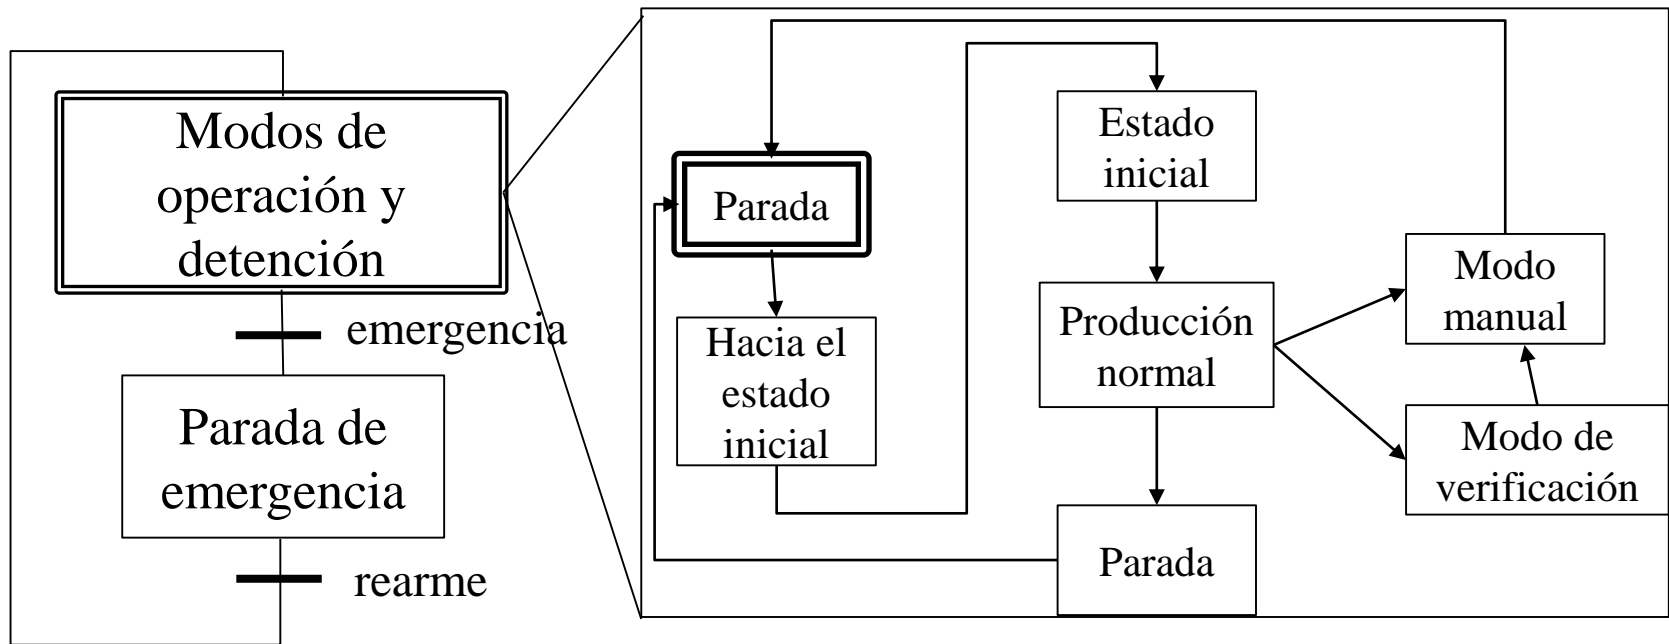 Modos de
operación y
detención
emergencia
Parada de
emergencia
rearme
Parada
Hacia el
estado
inicial
Estado
inicial
Producción
normal
Parada
Modo
manual
Modo de
verificación